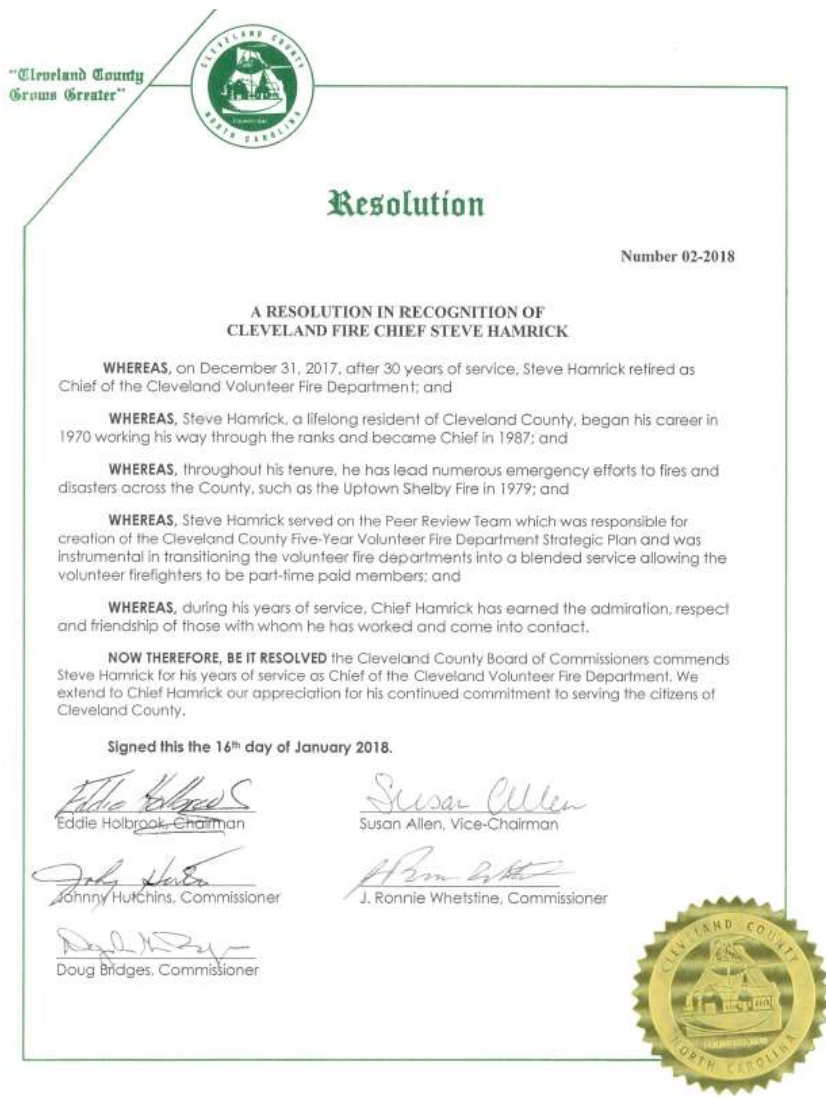 "Cleveland County
Grows Greater"
CLEVELAND COUNTY
NORTH CAROLINA
Resolution
Number 02-2018
A RESOLUTION IN RECOGNITION OF
CLEVELAND FIRE CHIEF STEVE HAMRICK
WHEREAS, on December 31, 2017, after 30 years of service, Steve Hamrick retired as
Chief of the Cleveland Volunteer Fire Department; and
WHEREAS, Steve Hamrick, a lifelong resident of Cleveland County, began his career in
1970 working his way through the ranks and became Chief in 1987; and
WHEREAS, throughout his tenure, he has lead numerous emergency efforts to fires and
disasters across the County, such as the Uptown Shelby Fire in 1979; and
WHEREAS, Steve Hamrick served on the Peer Review Team which was responsible for
creation of the Cleveland County Five-Year Volunteer Fire Department Strategic Plan and was
instrumental in transitioning the volunteer fire departments into a blended service allowing the
volunteer firefighters to be part-time paid members; and
WHEREAS, during his years of service, Chief Hamrick has earned the admiration, respect
and friendship of those with whom he has worked and come into contact.
NOW THEREFORE, BE IT RESOLVED the Cleveland County Board of Commissioners commends
Steve Hamrick for his years of service as Chief of the Cleveland Volunteer Fire Department. We
extend to Chief Hamrick our appreciation for his continued commitment to serving the citizens of
Cleveland County.
Signed this the 16th day of January 2018.
Eddie Holbrook
Susan Allen
Eddie Holbrook, Chairman
Susan Allen, Vice-Chairman
Johnny Hutchins, Commissioner
J. Ronnie Whetstine, Commissioner
Doug Bridges, Commissioner
CLEVELAND COUNTY
NORTH CAROLINA